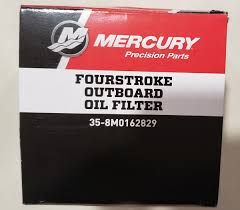 MERCURY
Precision Parts
FOURSTROKE
OUTBOARD
OIL FILTER
35-8M0162829